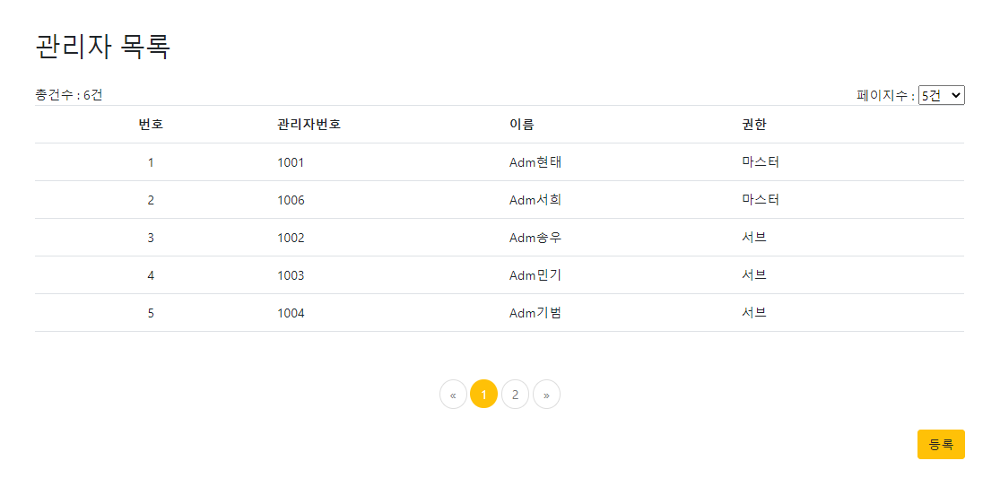 관리자 목록
총건수 : 6건 페이지수 : 5건
번호 관리자번호 이름 권한
1 1001 Adm현태 마스터
2 1006 Adm서희 마스터
3 1002 Adm송우 서브
4 1003 Adm민기 서브
5 1004 Adm기범 서브
« 1 2 »
등록